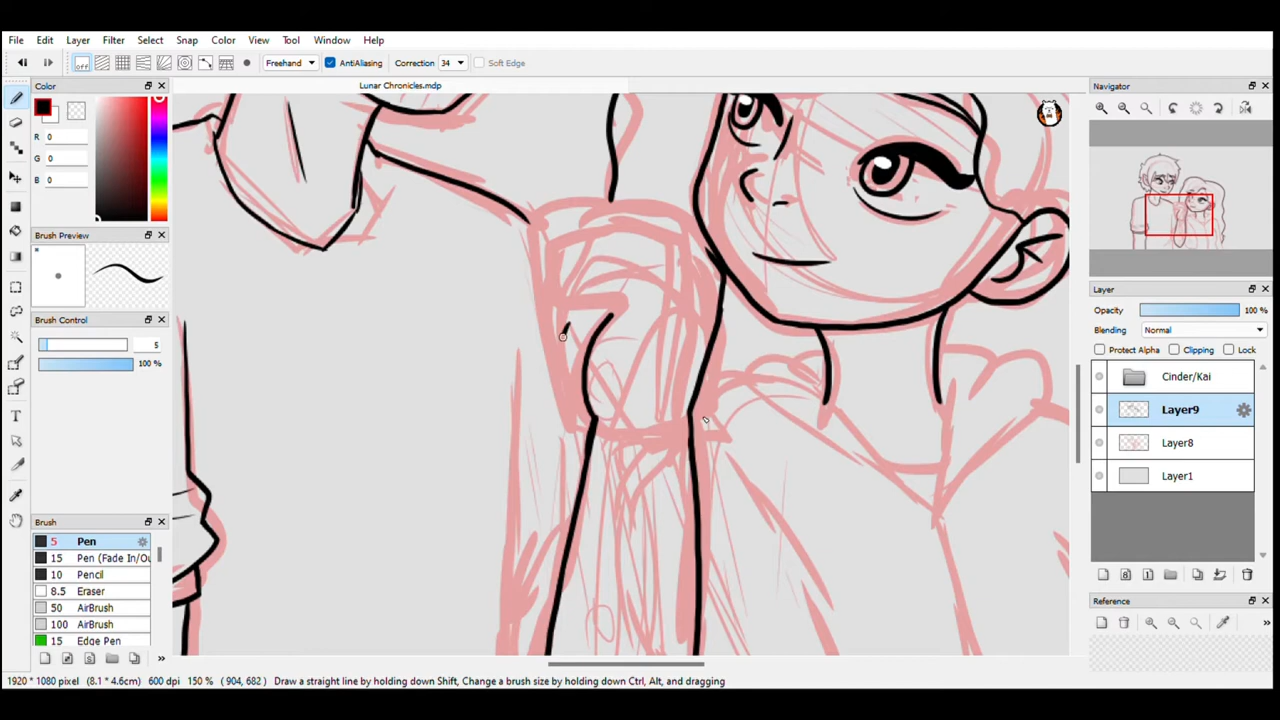 File Edit Layer Filter Select Snap Color View Tool Window Help
off Freehand AntiAliasing Correction 34 Soft Edge
Color
Lunar Chronicles.mdp
Navigator
R 0
G 0
B 0
Brush Preview
Brush Control
5
100 %
Layer
Opacity 100 %
Blending Normal
Protect Alpha Clipping Lock
Cinder/Kai
Layer9
Layer8
Layer1
Brush
5 Pen
15 Pen (Fade In/Ou
10 Pencil
8.5 Eraser
50 AirBrush
100 AirBrush
15 Edge Pen
Reference
1920 * 1080 pixel (8.1 * 4.6cm) 600 dpi 150 % ( 904, 682 ) Draw a straight line by holding down Shift, Change a brush size by holding down Ctrl, Alt, and dragging